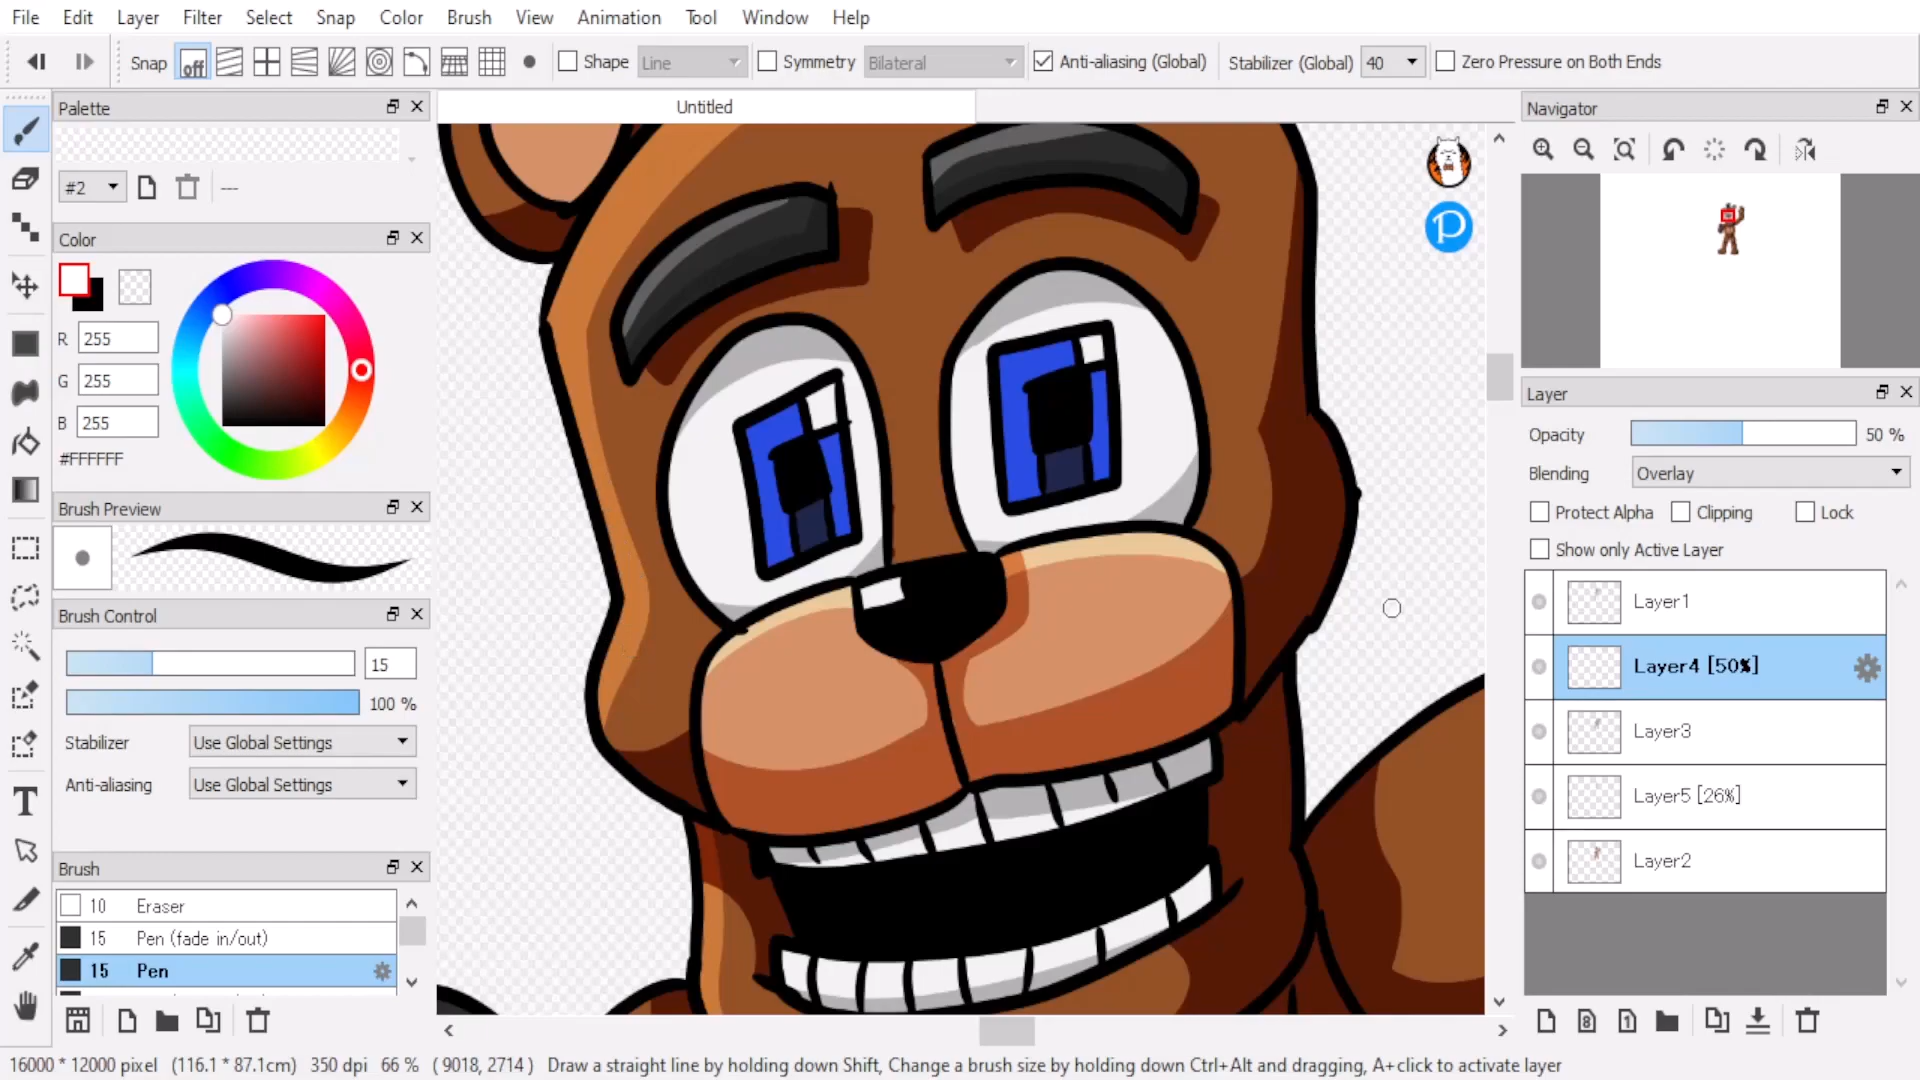 File Edit Layer Filter Select Snap Color Brush View Animation Tool Window Help
Snap off Shape Line Symmetry Bilateral Anti-aliasing (Global) Stabilizer (Global) 40 Zero Pressure on Both Ends
Palette
Untitled
Navigator
#2 ---
P
Color
R 255
G 255
B 255
#FFFFFF
Brush Preview
Brush Control
15
100 %
Stabilizer Use Global Settings
Anti-aliasing Use Global Settings
Brush
10 Eraser
15 Pen (fade in/out)
15 Pen
Layer
Opacity 50 %
Blending Overlay
Protect Alpha Clipping Lock
Show only Active Layer
Layer1
Layer4 [50%]
Layer3
Layer5 [26%]
Layer2
T
8 1
16000 * 12000 pixel (116.1 * 87.1cm) 350 dpi 66 % ( 9018, 2714 ) Draw a straight line by holding down Shift, Change a brush size by holding down Ctrl+Alt and dragging, A+click to activate layer